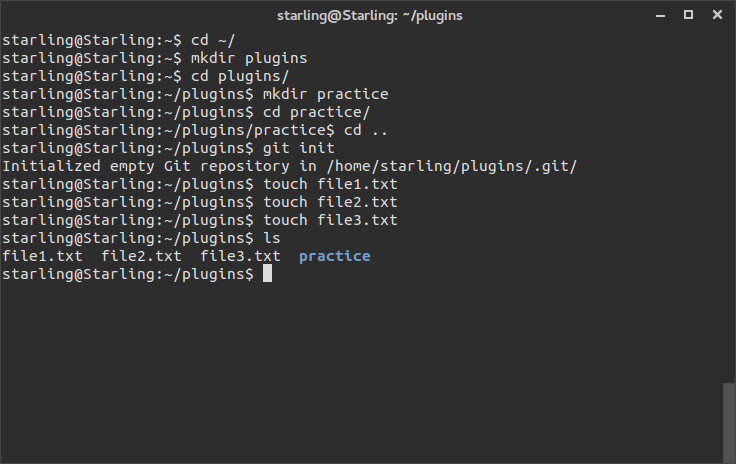 starling@Starling: ~/plugins
starling@Starling:~$ cd ~/
starling@Starling:~$ mkdir plugins
starling@Starling:~$ cd plugins/
starling@Starling:~/plugins$ mkdir practice
starling@Starling:~/plugins$ cd practice/
starling@Starling:~/plugins/practice$ cd ..
starling@Starling:~/plugins$ git init
Initialized empty Git repository in /home/starling/plugins/.git/
starling@Starling:~/plugins$ touch file1.txt
starling@Starling:~/plugins$ touch file2.txt
starling@Starling:~/plugins$ touch file3.txt
starling@Starling:~/plugins$ ls
file1.txt  file2.txt  file3.txt  practice
starling@Starling:~/plugins$